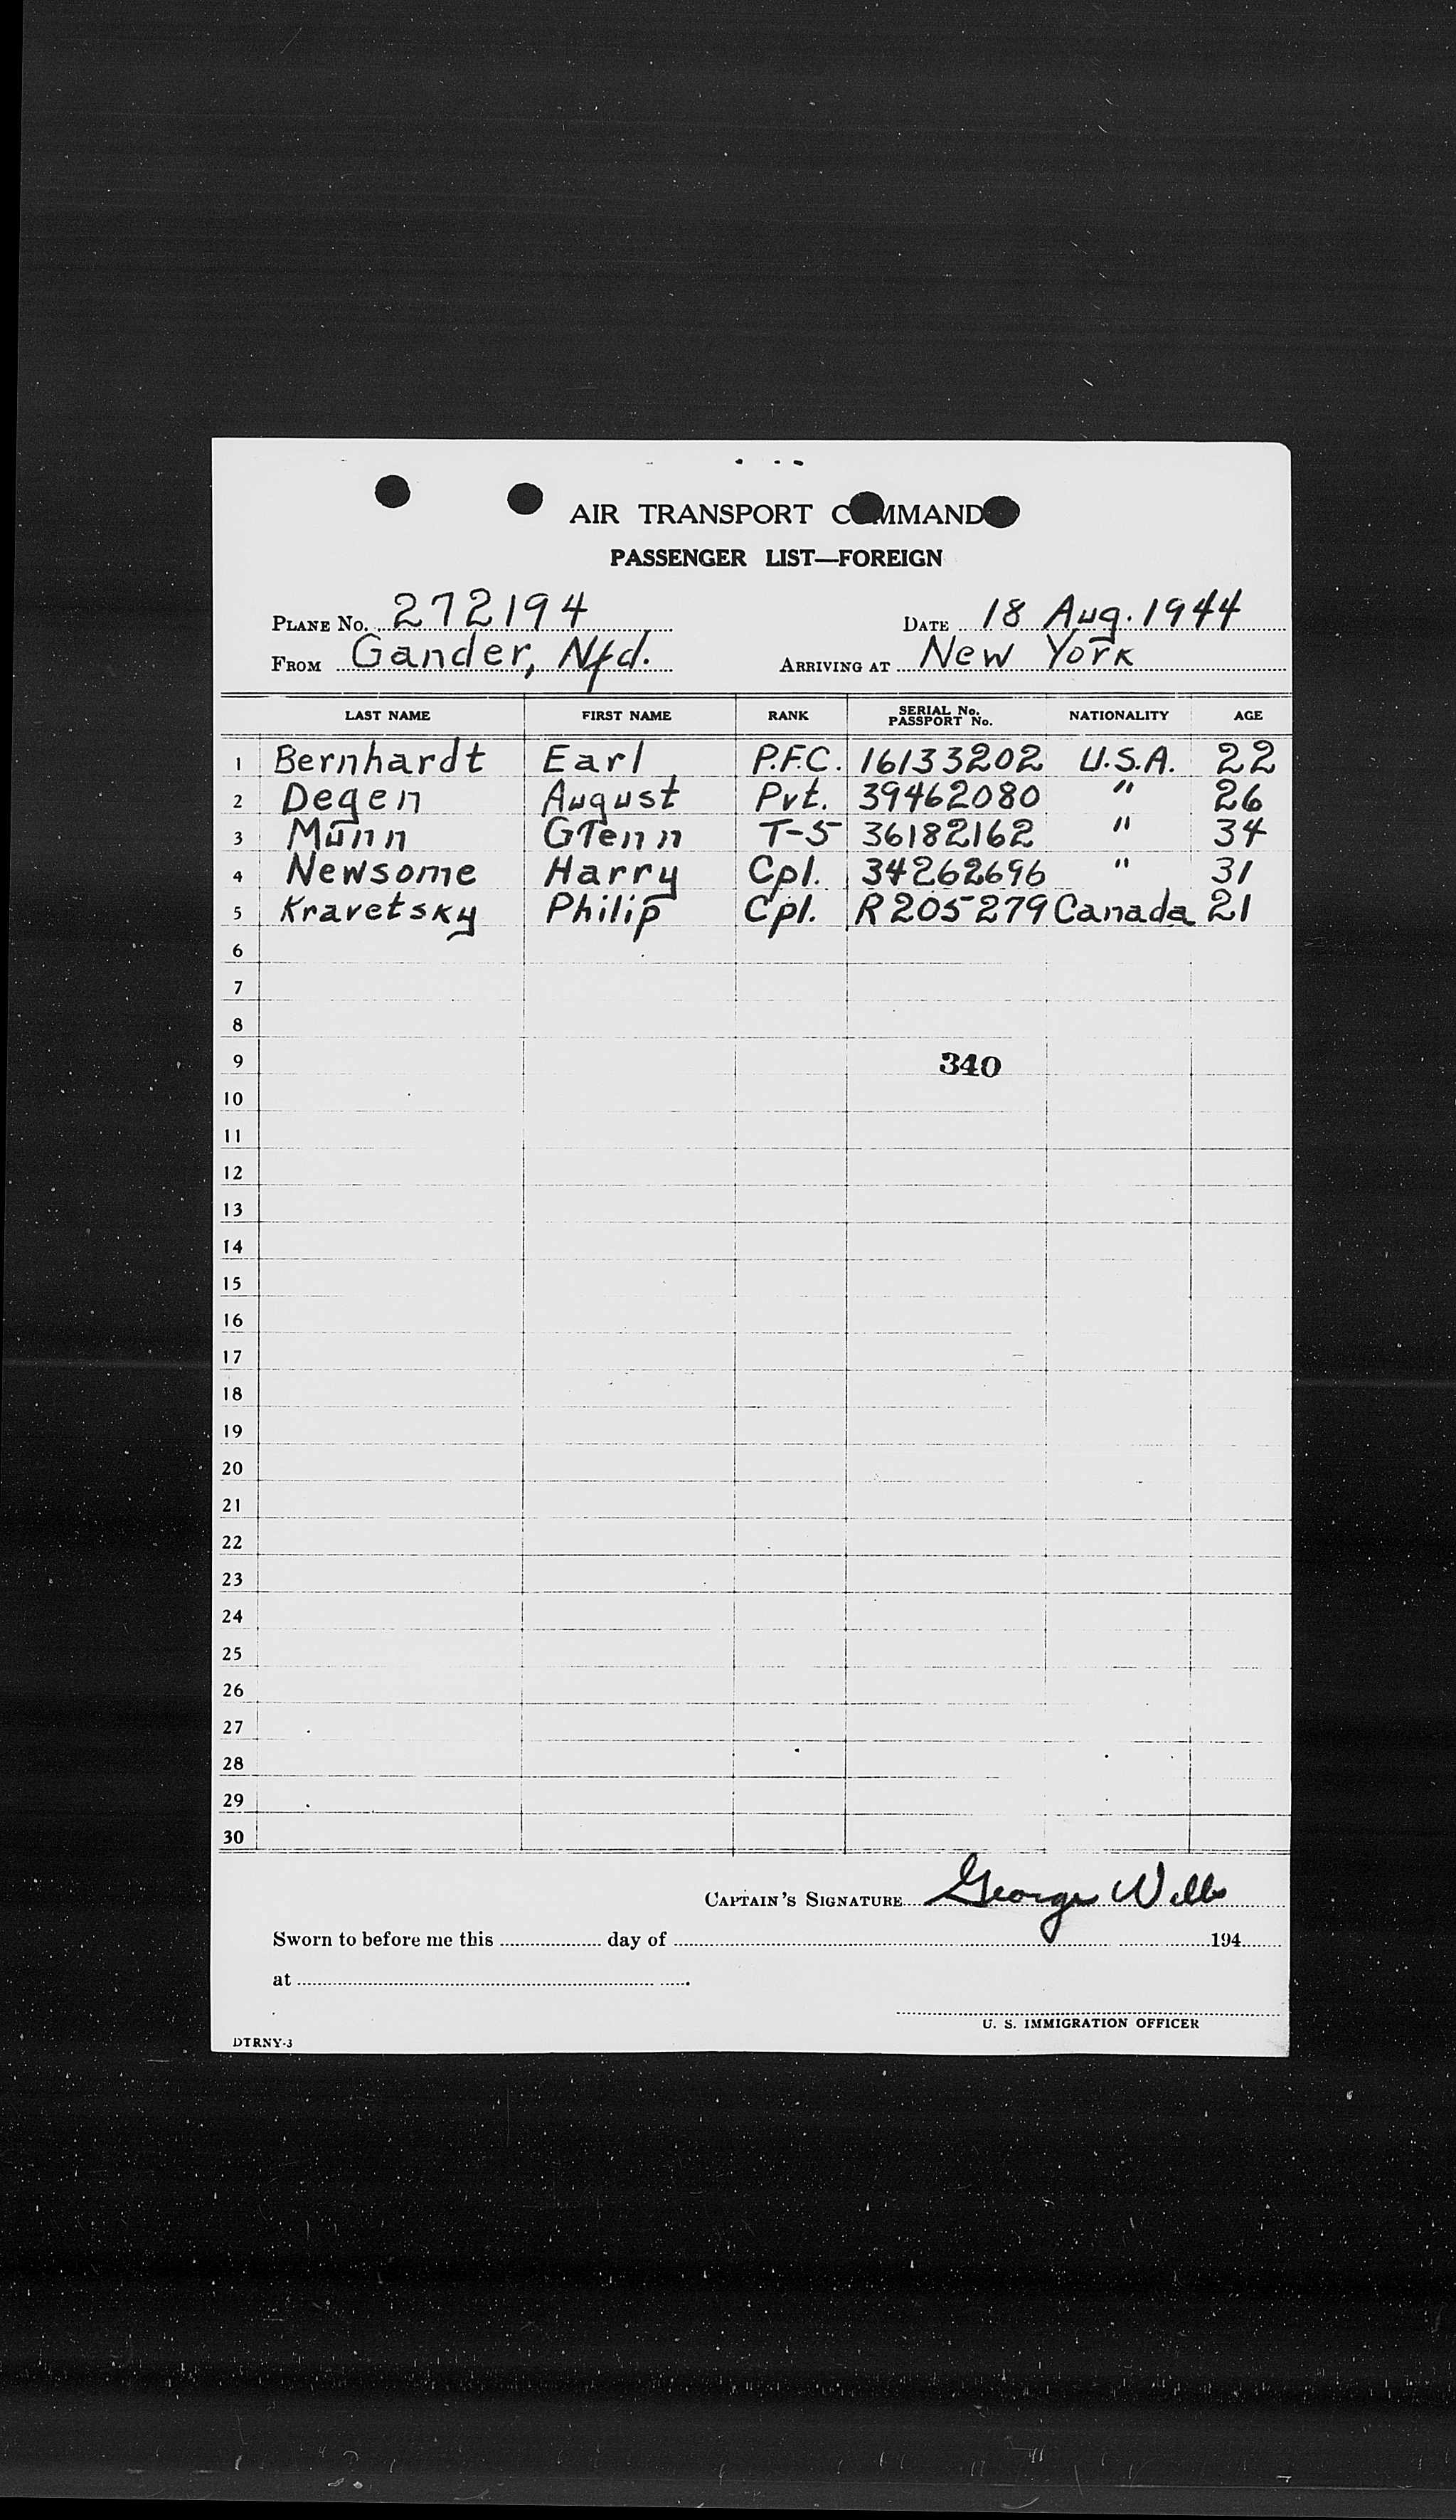 AIR TRANSPORT COMMAND
PASSENGER LIST—FOREIGN
PLANE No. 272194 DATE 18 Aug. 1944
FROM Gander, Nfd. ARRIVING AT New York
LAST NAME FIRST NAME RANK SERIAL No. PASSPORT No. NATIONALITY AGE
1 Bernhardt Earl P.F.C. 16133202 U.S.A. 22
2 Degen August Pvt. 39462080 " 26
3 Munn Glenn T-5 36182162 " 34
4 Newsome Harry Cpl. 34262696 " 31
5 Kravetsky Philip Cpl. R205279 Canada 21
6
7
8
9 340
10
11
12
13
14
15
16
17
18
19
20
21
22
23
24
25
26
27
28
29
30
CAPTAIN'S SIGNATURE George Wills
Sworn to before me this day of 194
at
U. S. IMMIGRATION OFFICER
DTRNY-3